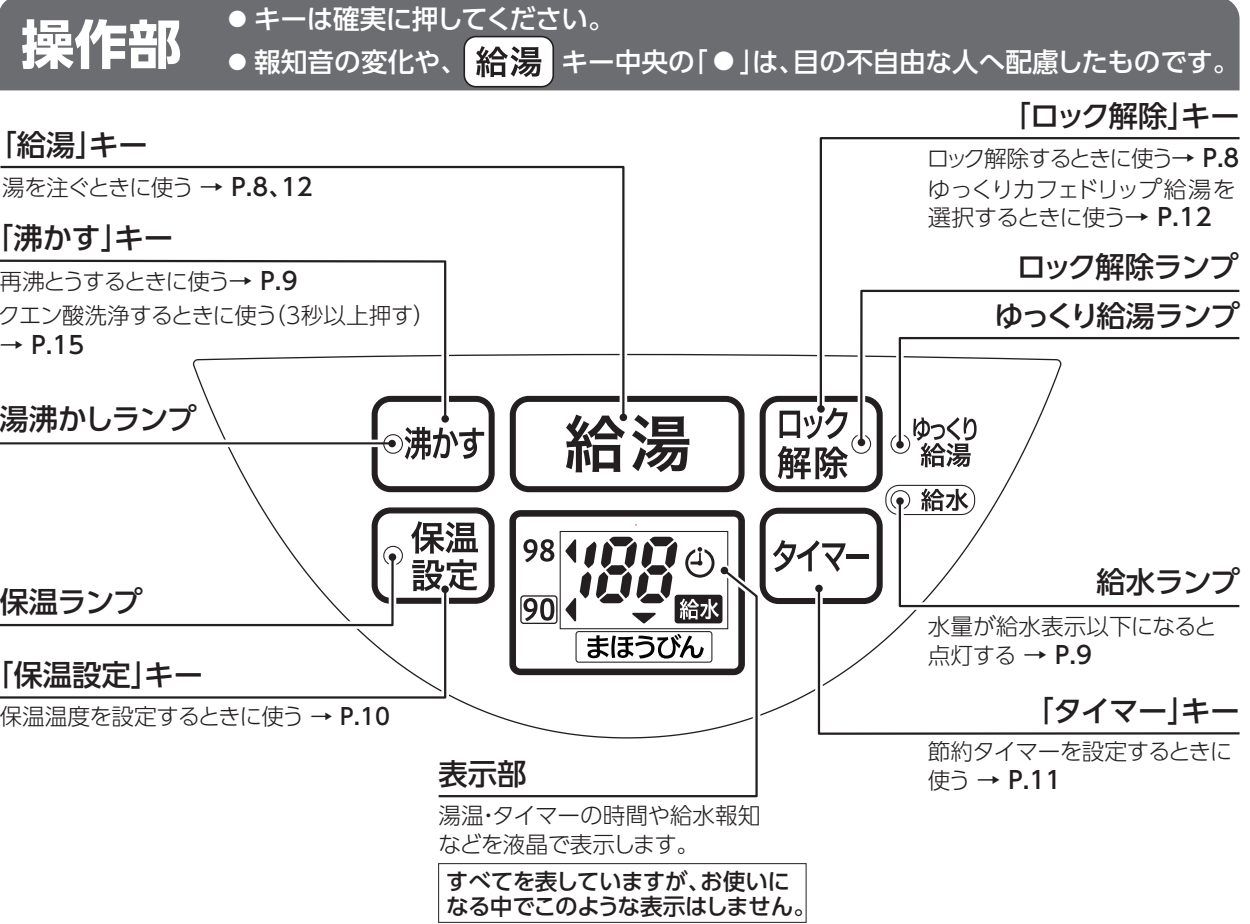 操作部
● キーは確実に押してください。
● 報知音の変化や、 給湯 キー中央の「●」は、目の不自由な人へ配慮したものです。
「給湯」キー
湯を注ぐときに使う → P.8、12
「沸かす」キー
再沸とうするときに使う→ P.9
クエン酸洗浄するときに使う(3秒以上押す)
→ P.15
湯沸かしランプ
保温ランプ
「保温設定」キー
保温温度を設定するときに使う → P.10
「ロック解除」キー
ロック解除するときに使う→ P.8
ゆっくりカフェドリップ給湯を
選択するときに使う→ P.12
ロック解除ランプ
ゆっくり給湯ランプ
沸かす
給湯
ロック
解除
ゆっくり
給湯
給水
保温
設定
98
188
90
給水
まほうびん
タイマー
給水ランプ
水量が給水表示以下になると
点灯する → P.9
「タイマー」キー
節約タイマーを設定するときに
使う → P.11
表示部
湯温・タイマーの時間や給水報知
などを液晶で表示します。
すべてを表していますが、お使いに
なる中でこのような表示はしません。